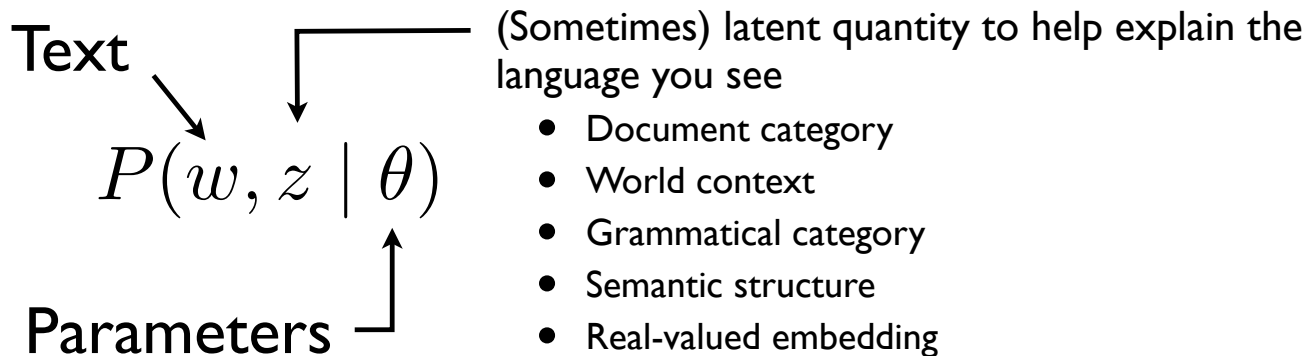 Text
(Sometimes) latent quantity to help explain the
language you see
• Document category
• World context
• Grammatical category
• Semantic structure
• Real-valued embedding
P(w, z | θ)
Parameters